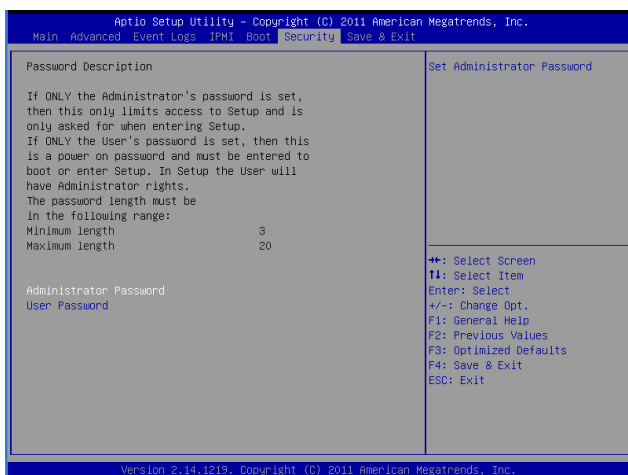 Aptio Setup Utility – Copyright (C) 2011 American Megatrends, Inc.
Main Advanced Event Logs IPMI Boot Security Save & Exit
Password Description
If ONLY the Administrator's password is set,
then this only limits access to Setup and is
only asked for when entering Setup.
If ONLY the User's password is set, then this
is a power on password and must be entered to
boot or enter Setup. In Setup the User will
have Administrator rights.
The password length must be
in the following range:
Minimum length 3
Maximum length 20
Administrator Password
User Password
Set Administrator Password
→←: Select Screen
↑↓: Select Item
Enter: Select
+/-: Change Opt.
F1: General Help
F2: Previous Values
F3: Optimized Defaults
F4: Save & Exit
ESC: Exit
Version 2.14.1219. Copyright (C) 2011 American Megatrends, Inc.